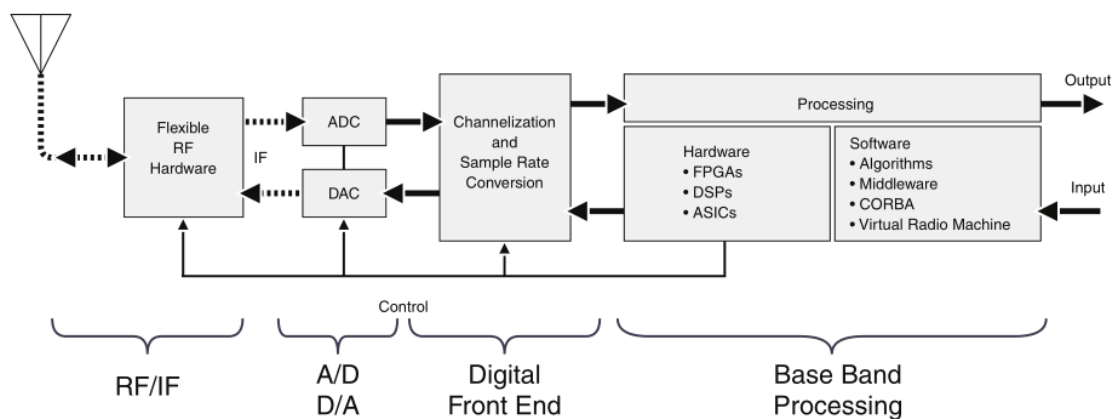 Flexible
RF
Hardware
IF
ADC
DAC
Channelization
and
Sample Rate
Conversion
Processing
Hardware
• FPGAs
• DSPs
• ASICs
Software
• Algorithms
• Middleware
• CORBA
• Virtual Radio Machine
Output
Input
Control
RF/IF
A/D
D/A
Digital
Front End
Base Band
Processing